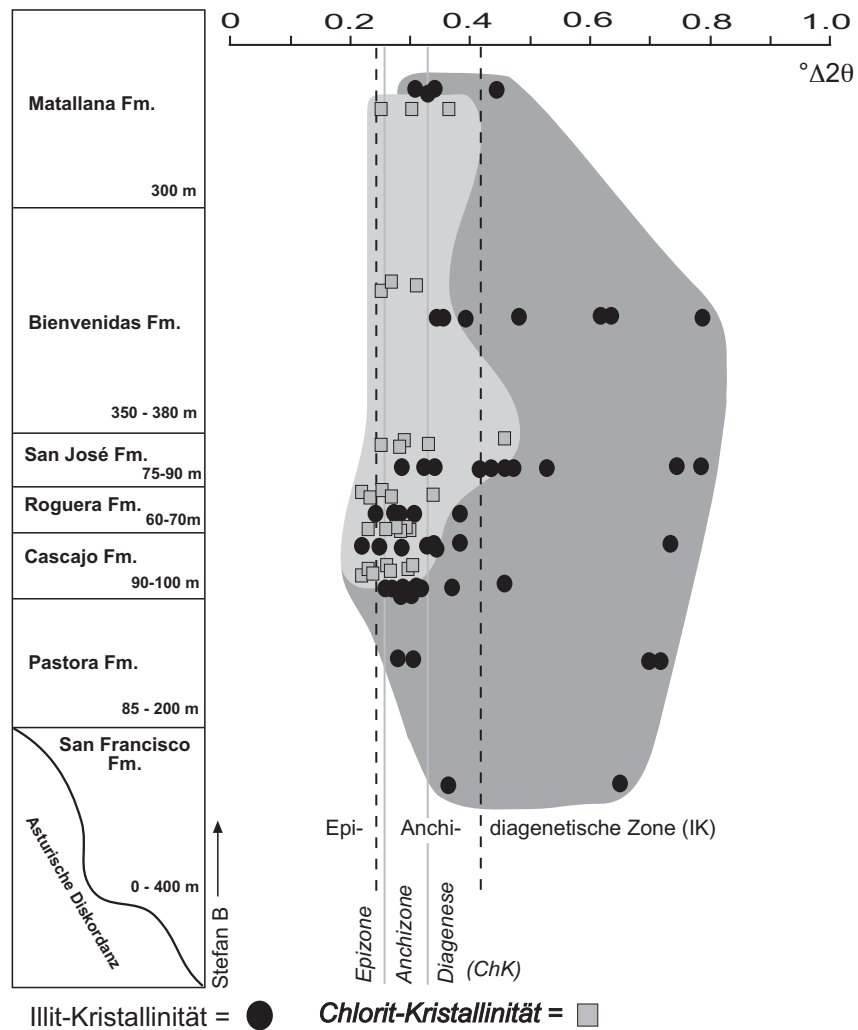 0 0.2 0.4 0.6 0.8 1.0
°Δ2θ
Matallana Fm.
300 m
Bienvenidas Fm.
350 - 380 m
San José Fm.
75-90 m
Roguera Fm.
60-70m
Cascajo Fm.
90-100 m
Pastora Fm.
85 - 200 m
San Francisco
Fm.
Asturische Diskordanz
0 - 400 m
Stefan B
Epi- Anchi- diagenetische Zone (IK)
Epizone
Anchizone
Diagenese
(ChK)
Illit-Kristallinität = Chlorit-Kristallinität =